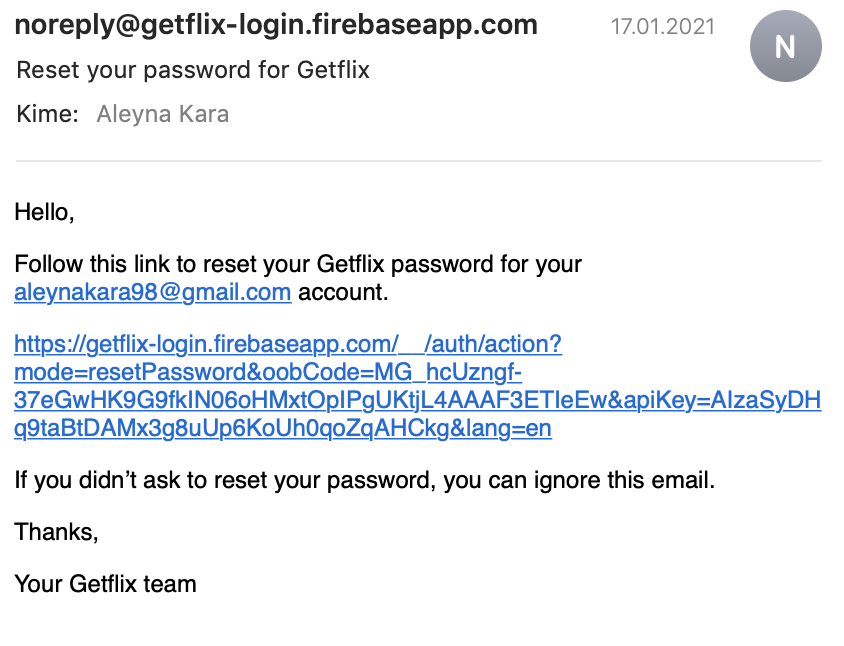 noreply@getflix-login.firebaseapp.com
17.01.2021
N
Reset your password for Getflix
Kime: Aleyna Kara
Hello,
Follow this link to reset your Getflix password for your
aleynakara98@gmail.com account.
https://getflix-login.firebaseapp.com/__/auth/action?
mode=resetPassword&oobCode=MG_hcUzngf-
37eGwHK9G9fkIN06oHMxtOpIPgUKtjL4AAAF3ETIeEw&apiKey=AIzaSyDH
q9taBtDAMx3g8uUp6KoUh0qoZqAHCkg&lang=en
If you didn’t ask to reset your password, you can ignore this email.
Thanks,
Your Getflix team